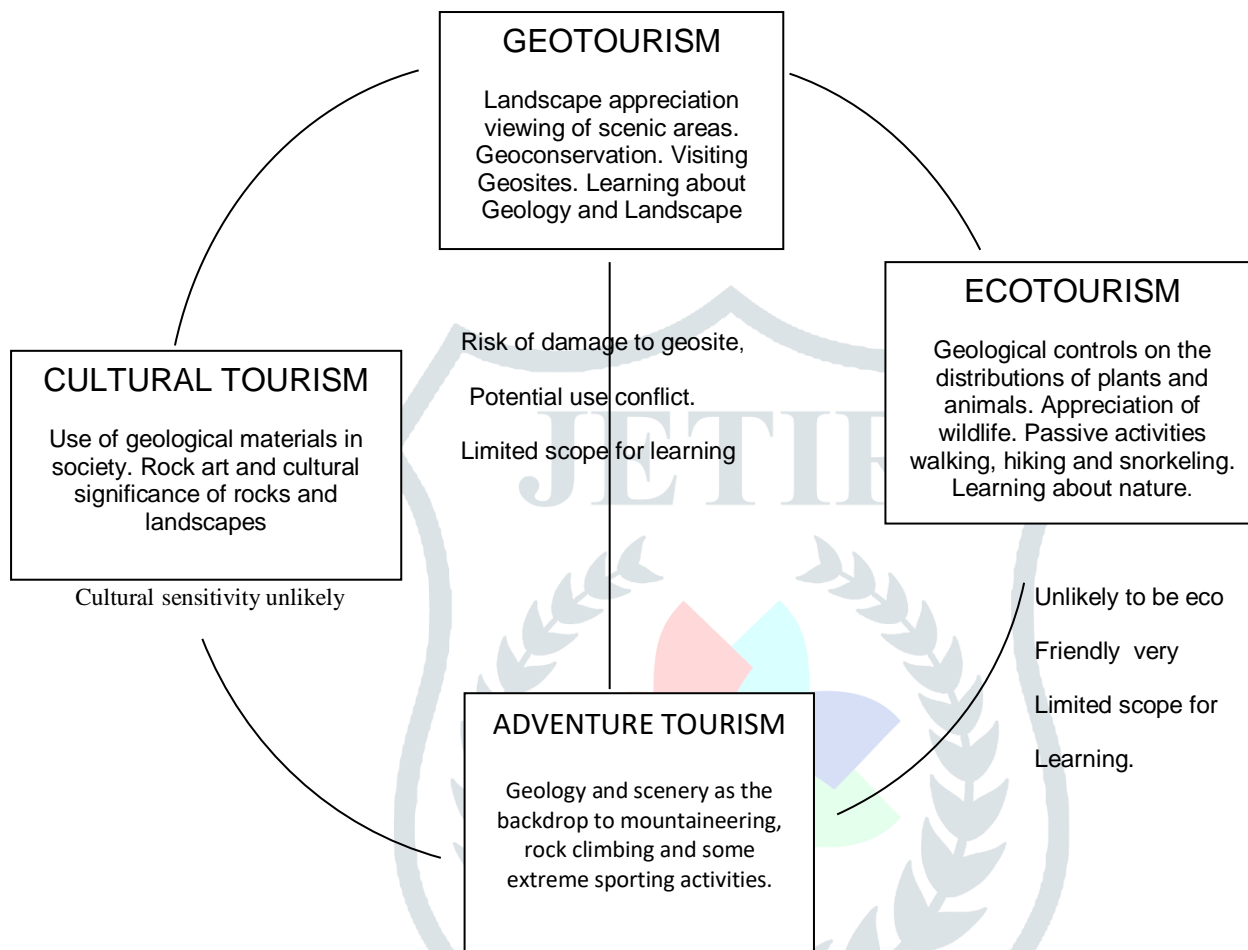 GEOTOURISM
Landscape appreciation
viewing of scenic areas.
Geoconservation. Visiting
Geosites. Learning about
Geology and Landscape
ECOTOURISM
Geological controls on the
distributions of plants and
animals. Appreciation of
wildlife. Passive activities
walking, hiking and snorkeling.
Learning about nature.
Risk of damage to geosite,
Potential use conflict.
Limited scope for learning
CULTURAL TOURISM
Use of geological materials in
society. Rock art and cultural
significance of rocks and
landscapes
Cultural sensitivity unlikely
JETIR
Unlikely to be eco
Friendly very
Limited scope for
Learning.
ADVENTURE TOURISM
Geology and scenery as the
backdrop to mountaineering,
rock climbing and some
extreme sporting activities.